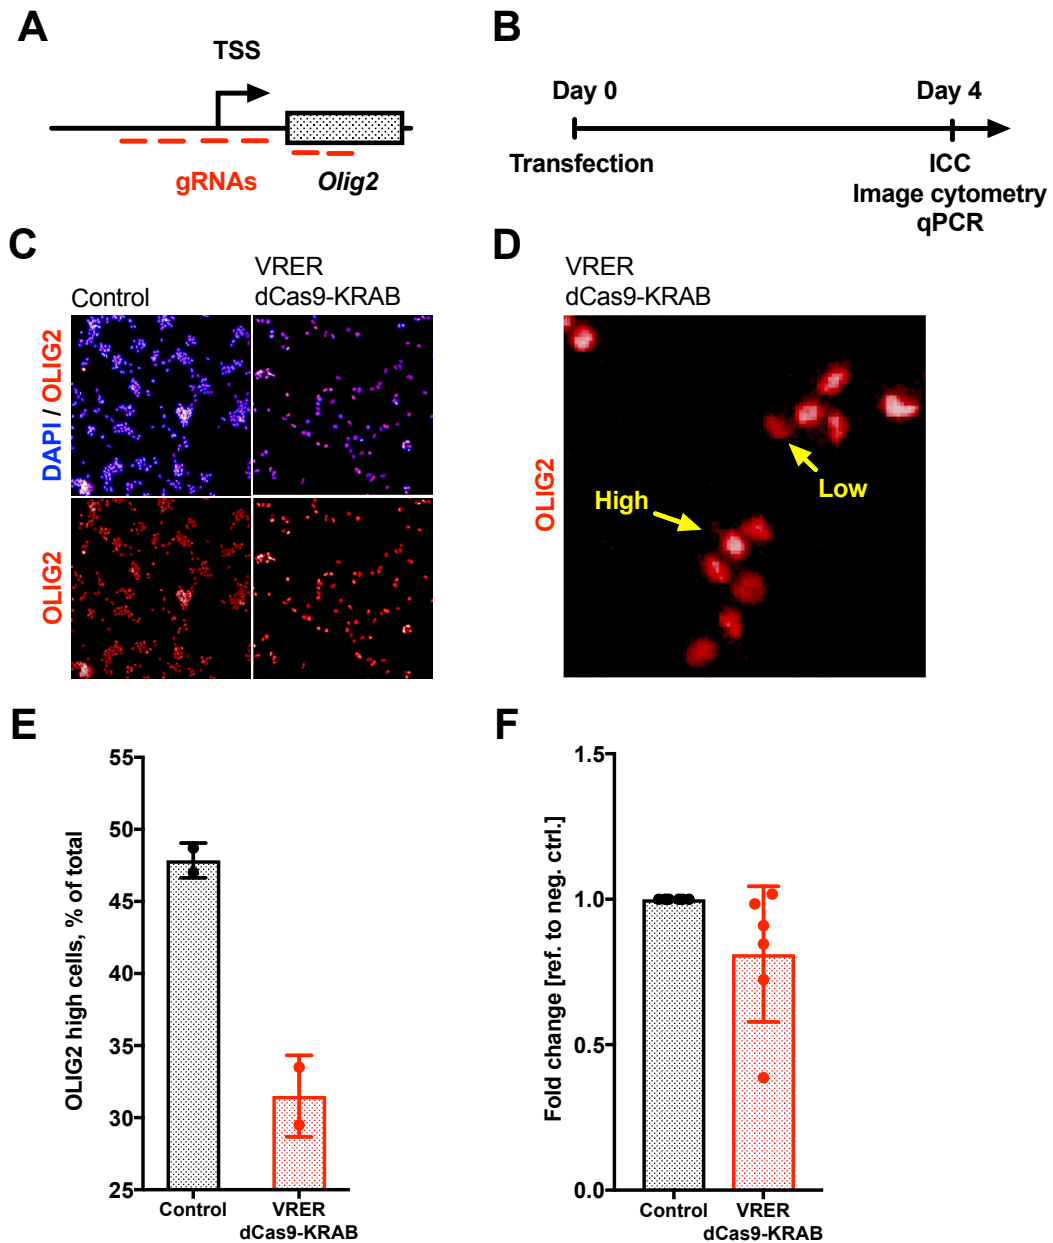 A
TSS
gRNAs
Olig2
B
Day 0
Day 4
Transfection
ICC
Image cytometry
qPCR
C
Control
VRER
dCas9-KRAB
DAPI / OLIG2
OLIG2
D
VRER
dCas9-KRAB
OLIG2
High
Low
E
OLIG2 high cells, % of total
55
50
45
40
35
30
25
Control
VRER
dCas9-KRAB
F
Fold change [ref. to neg. ctrl.]
1.5
1.0
0.5
0.0
Control
VRER
dCas9-KRAB